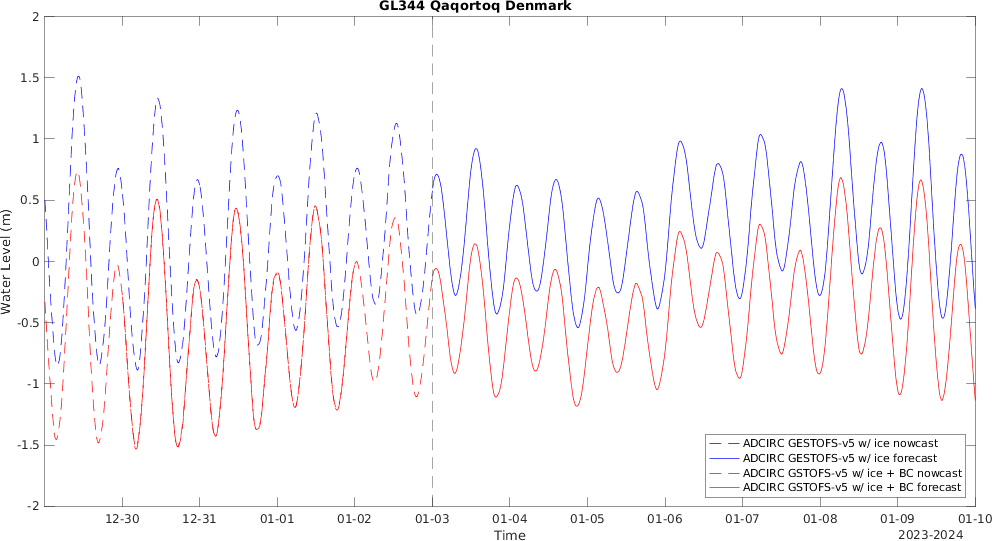 GL344 Qaqortoq Denmark
2
1.5
1
0.5
0
-0.5
-1
-1.5
-2
Water Level (m)
ADCIRC GESTOFS-v5 w/ ice nowcast
ADCIRC GESTOFS-v5 w/ ice forecast
ADCIRC GSTOFS-v5 w/ ice + BC nowcast
ADCIRC GSTOFS-v5 w/ ice + BC forecast
12-30 12-31 01-01 01-02 01-03 01-04 01-05 01-06 01-07 01-08 01-09 01-10
Time
2023-2024